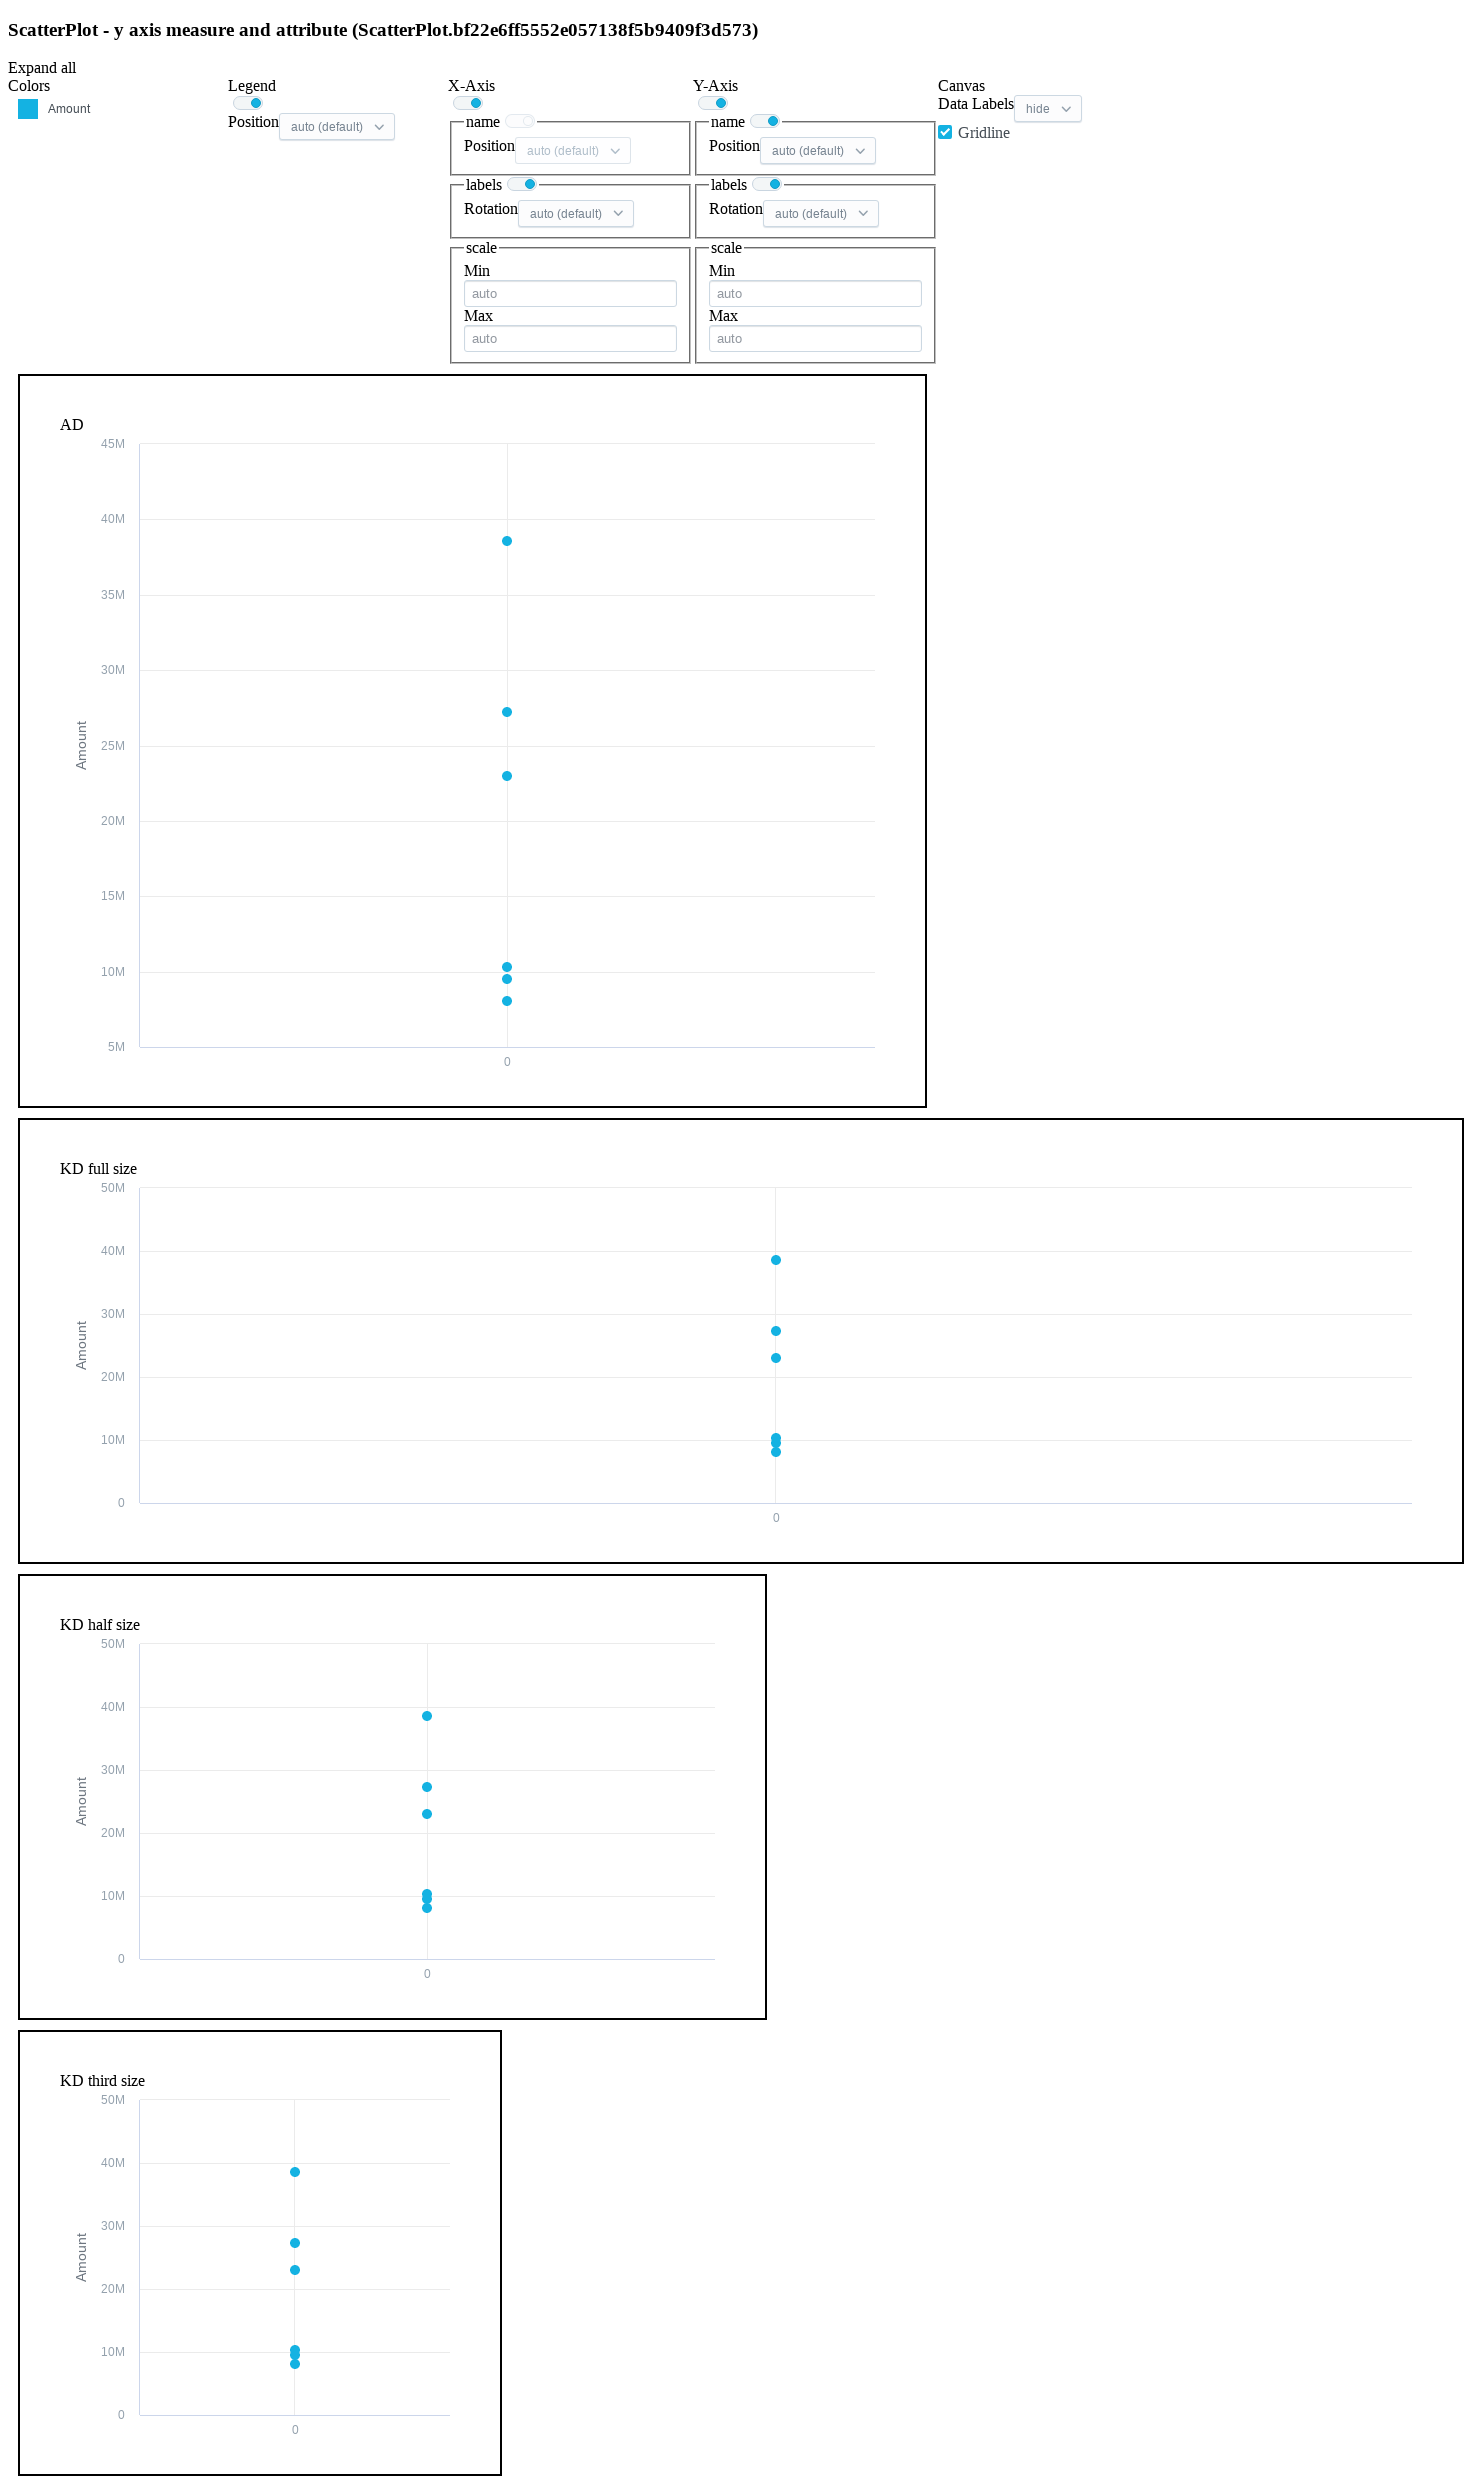 ScatterPlot - y axis measure and attribute (ScatterPlot.bf22e6ff5552e057138f5b9409f3d573)
Expand all
Colors
Amount
Legend
Position auto (default)
X-Axis
name
Position auto (default)
labels
Rotation auto (default)
scale
Min
auto
Max
auto
Y-Axis
name
Position auto (default)
labels
Rotation auto (default)
scale
Min
auto
Max
auto
Canvas
Data Labels hide
Gridline
AD
45M
40M
35M
30M
25M
20M
15M
10M
5M
Amount
0
KD full size
50M
40M
30M
20M
10M
0
Amount
0
KD half size
50M
40M
30M
20M
10M
0
Amount
0
KD third size
50M
40M
30M
20M
10M
0
Amount
0